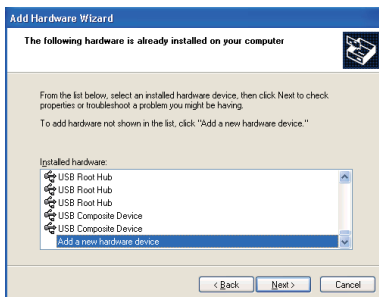 Add Hardware Wizard
The following hardware is already installed on your computer
From the list below, select an installed hardware device, then click Next to check
properties or troubleshoot a problem you might be having.
To add hardware not shown in the list, click "Add a new hardware device."
Installed hardware:
USB Root Hub
USB Root Hub
USB Root Hub
USB Composite Device
USB Composite Device
Add a new hardware device
< Back
Next >
Cancel